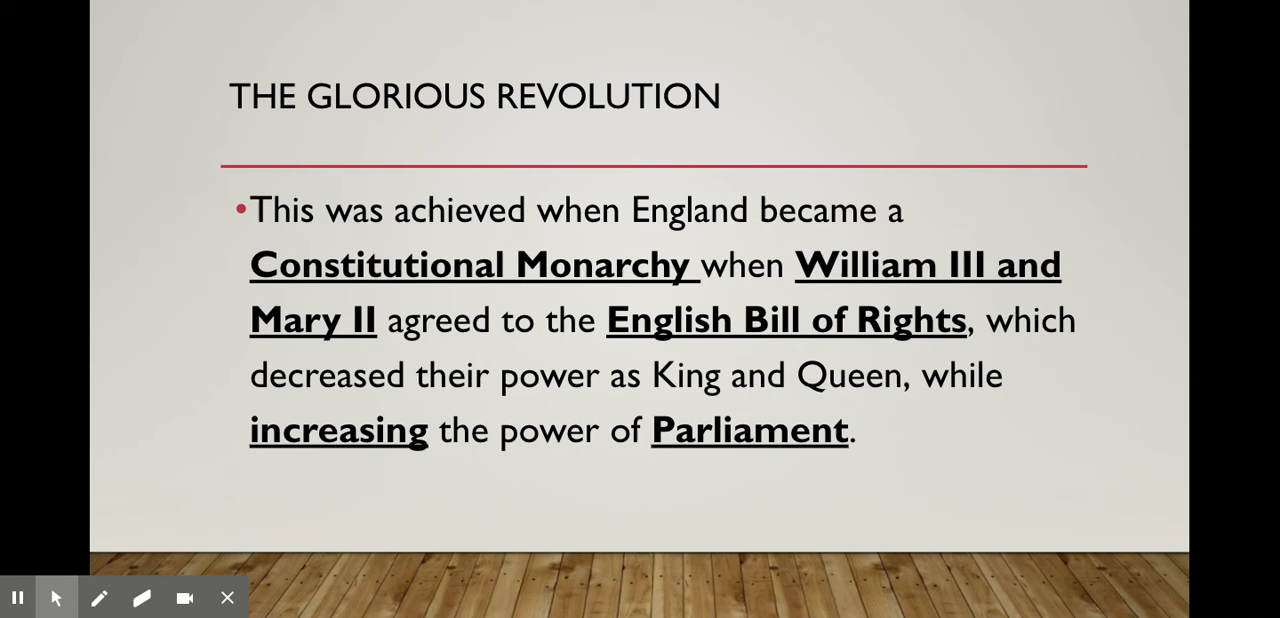 THE GLORIOUS REVOLUTION
•This was achieved when England became a
Constitutional Monarchy when William III and
Mary II agreed to the English Bill of Rights, which
decreased their power as King and Queen, while
increasing the power of Parliament.